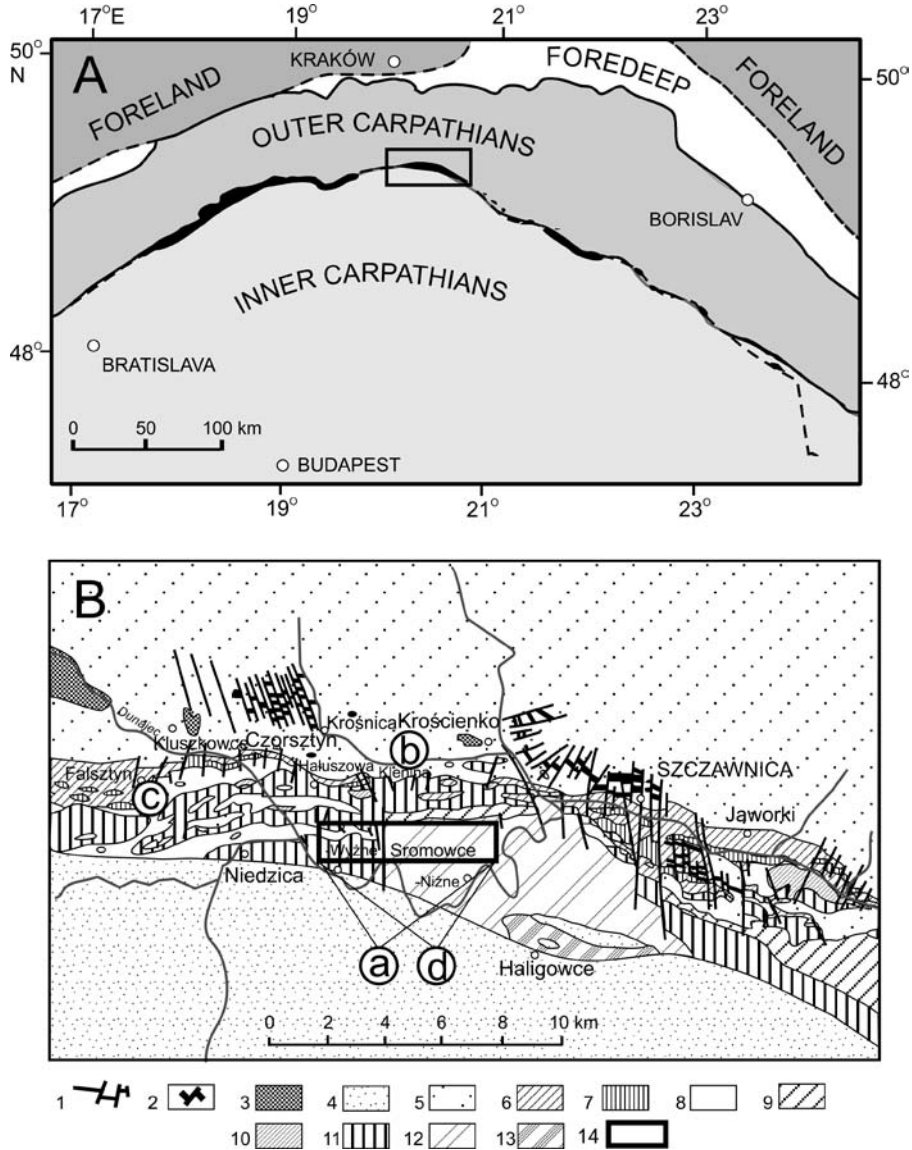 17°E 19° 21° 23°
50°
N
A
KRAKÓW
FOREDEEP
50°
FORELAND
FORELAND
OUTER CARPATHIANS
BORISLAV
INNER CARPATHIANS
48°
BRATISLAVA
48°
0 50 100 km
BUDAPEST
17° 19° 21° 23°
B
Dunajec
Krośnica
Krościenko
Kluszkowce
Czorsztyn
b
Hałuszowa
SZCZAWNICA
Falsztyn
c
Jaworki
-Wyżne
Sromowce
Niedzica
-Niżne
a
d
Haligowce
0 2 4 6 8 10 km
1 2 3 4 5 6 7 8 9
10 11 12 13 14